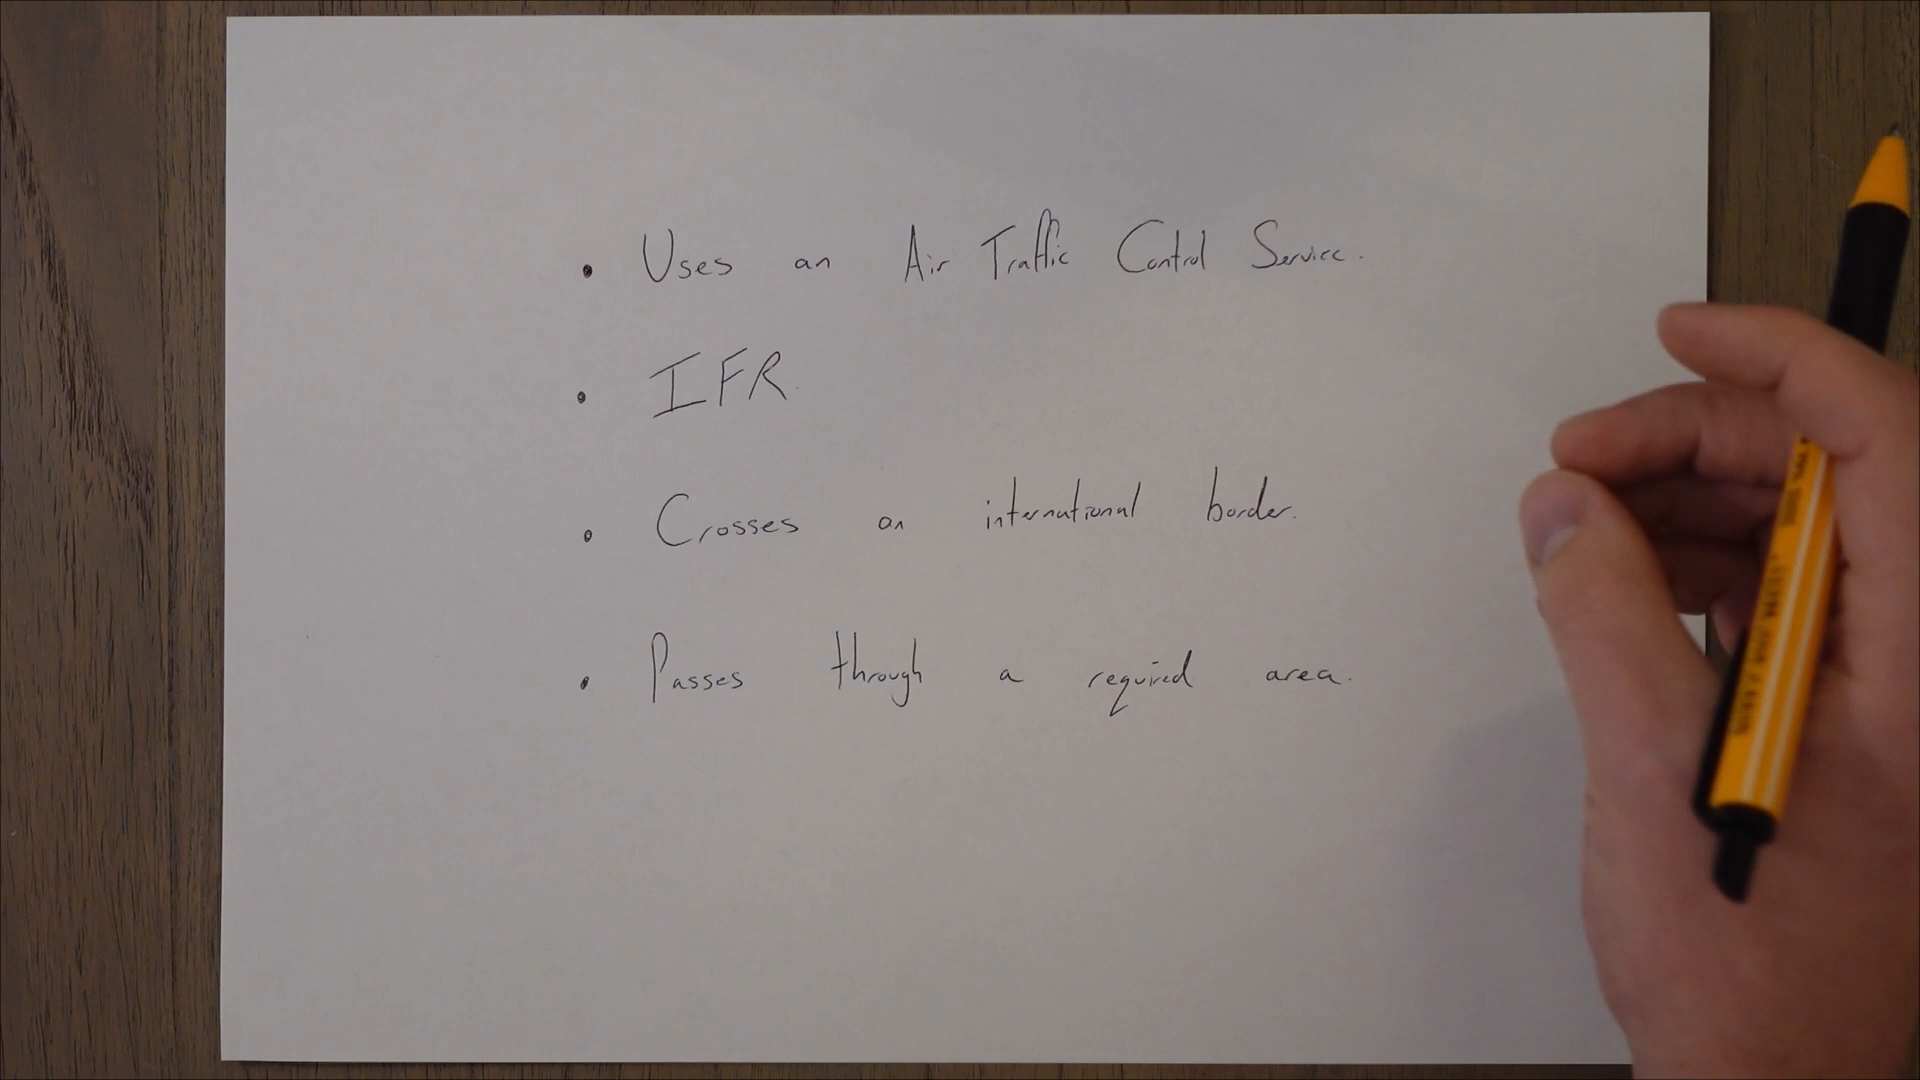 • Uses an Air Traffic Control Service.
• IFR.
• Crosses an international border.
• Passes through a required area.